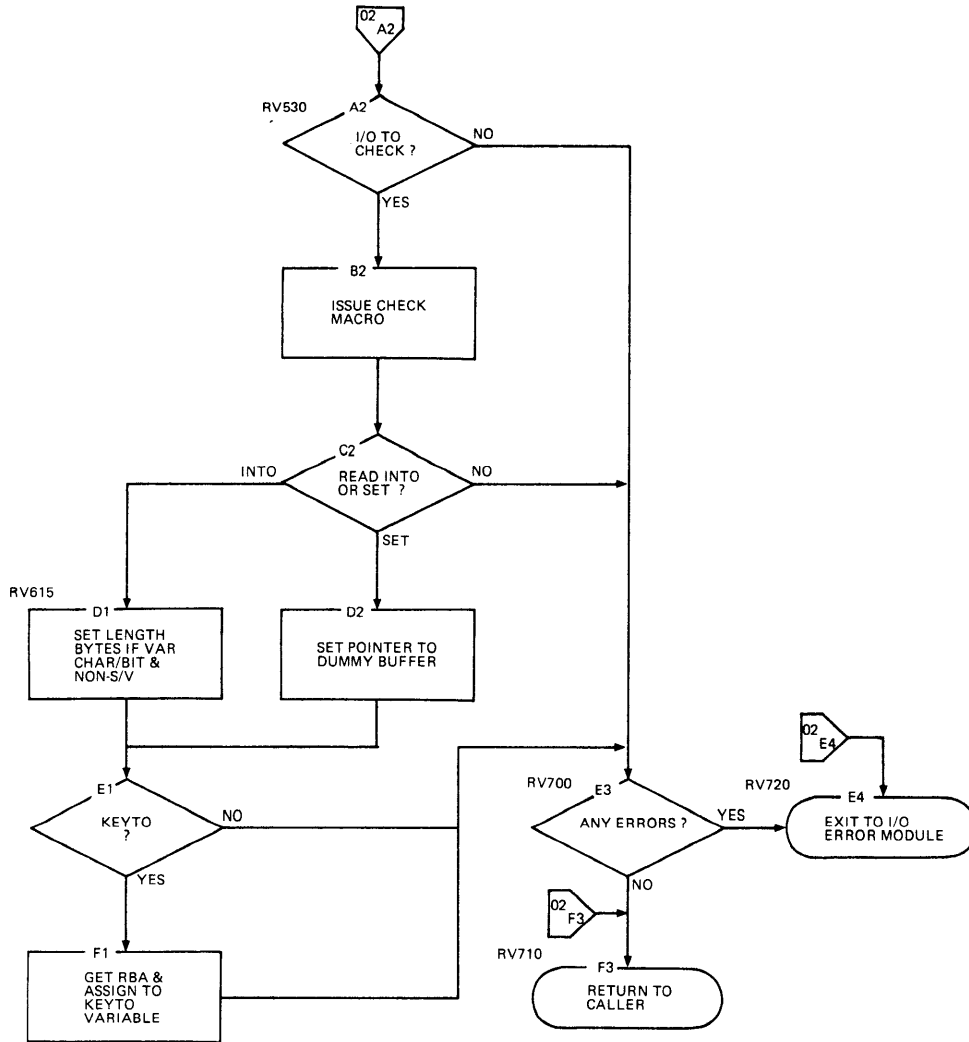 02
A2
RV530
A2
I/O TO
CHECK ?
NO
YES
B2
ISSUE CHECK
MACRO
C2
INTO
READ INTO
OR SET ?
NO
SET
RV615
D1
SET LENGTH
BYTES IF VAR
CHAR/BIT &
NON-S/V
D2
SET POINTER TO
DUMMY BUFFER
02
E4
E1
KEYTO
?
NO
YES
RV700
E3
ANY ERRORS ?
YES
NO
RV720
E4
EXIT TO I/O
ERROR MODULE
02
F3
F1
GET RBA &
ASSIGN TO
KEYTO
VARIABLE
RV710
F3
RETURN TO
CALLER